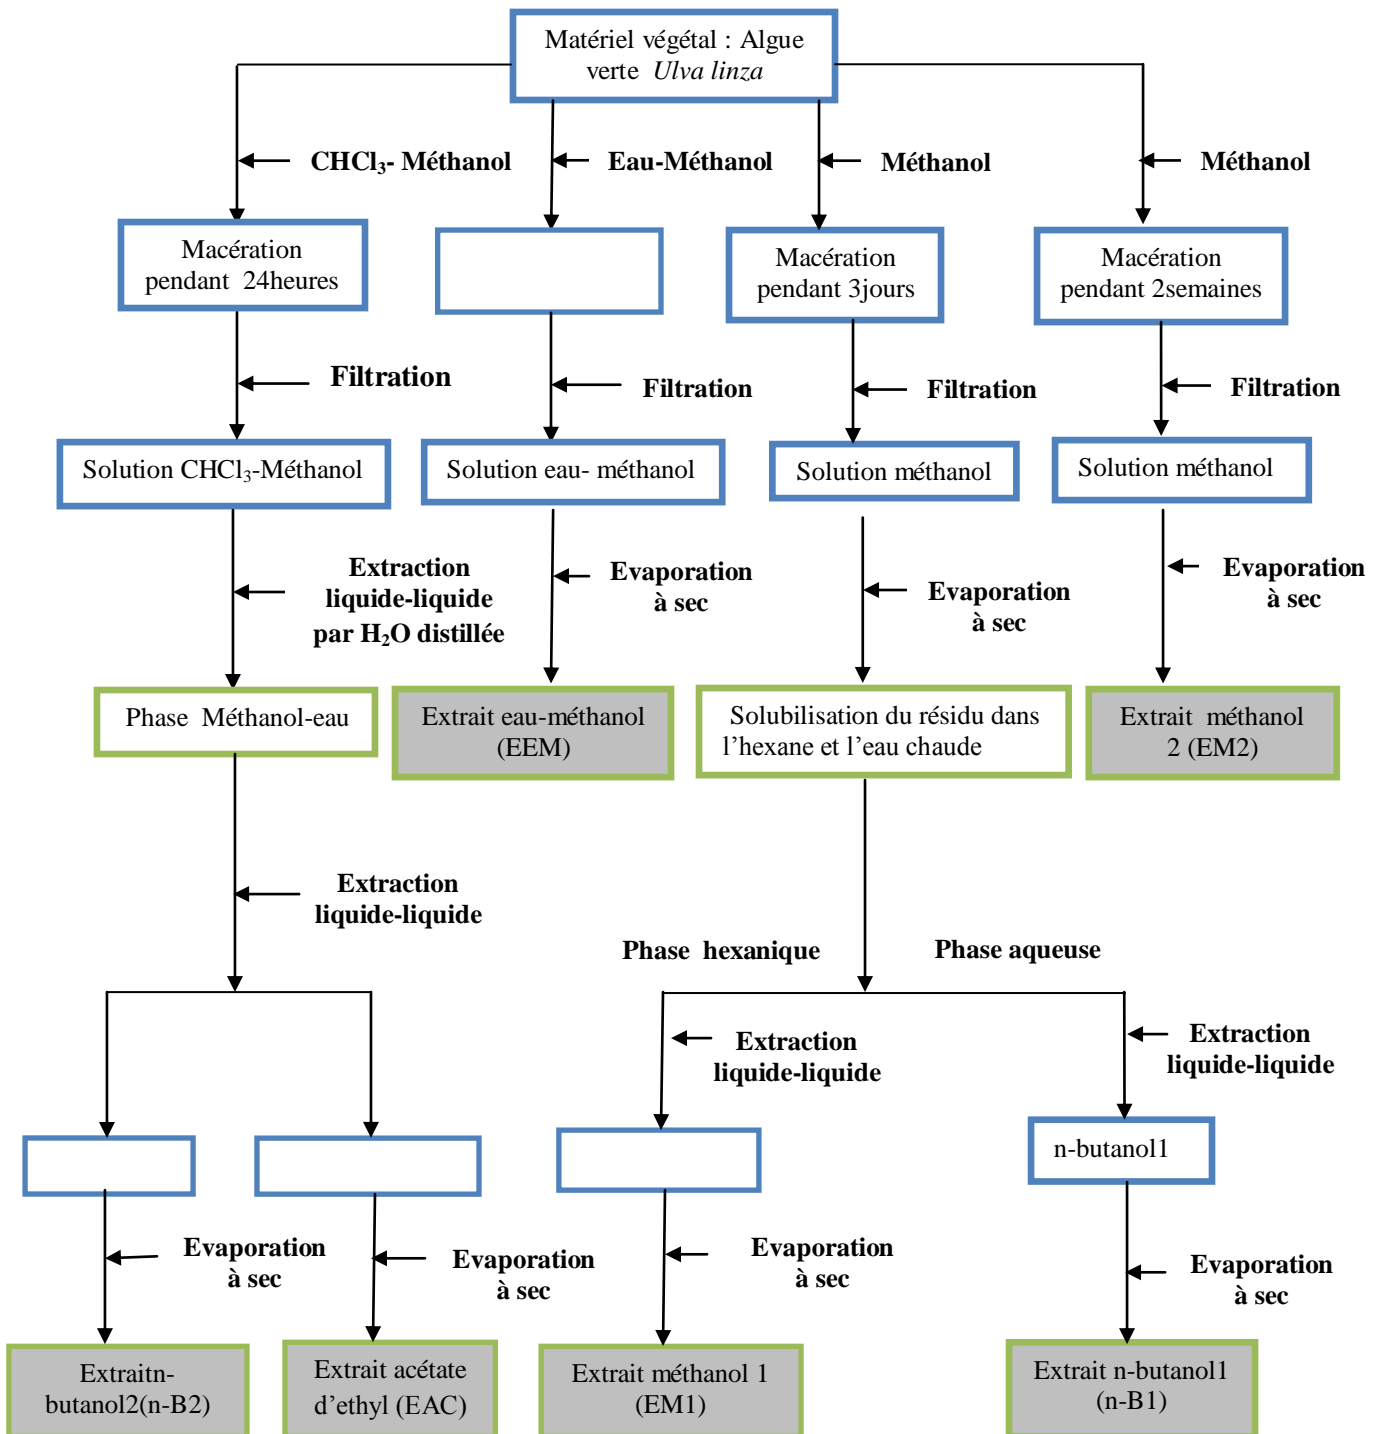 Matériel végétal : Algue
verte Ulva linza
CHCl₃- Méthanol
Eau-Méthanol
Méthanol
Méthanol
Macération
pendant 24heures
Macération
pendant 3jours
Macération
pendant 2semaines
Filtration
Filtration
Filtration
Filtration
Solution CHCl₃-Méthanol
Solution eau- méthanol
Solution méthanol
Solution méthanol
Extraction
liquide-liquide
par H₂O distillée
Evaporation
à sec
Evaporation
à sec
Evaporation
à sec
Phase Méthanol-eau
Extrait eau-méthanol
(EEM)
Solubilisation du résidu dans
l'hexane et l'eau chaude
Extrait méthanol
2 (EM2)
Extraction
liquide-liquide
Phase hexanique
Phase aqueuse
Extraction
liquide-liquide
Extraction
liquide-liquide
n-butanol1
Evaporation
à sec
Evaporation
à sec
Evaporation
à sec
Evaporation
à sec
Extraitn-
butanol2(n-B2)
Extrait acétate
d'ethyl (EAC)
Extrait méthanol 1
(EM1)
Extrait n-butanol1
(n-B1)